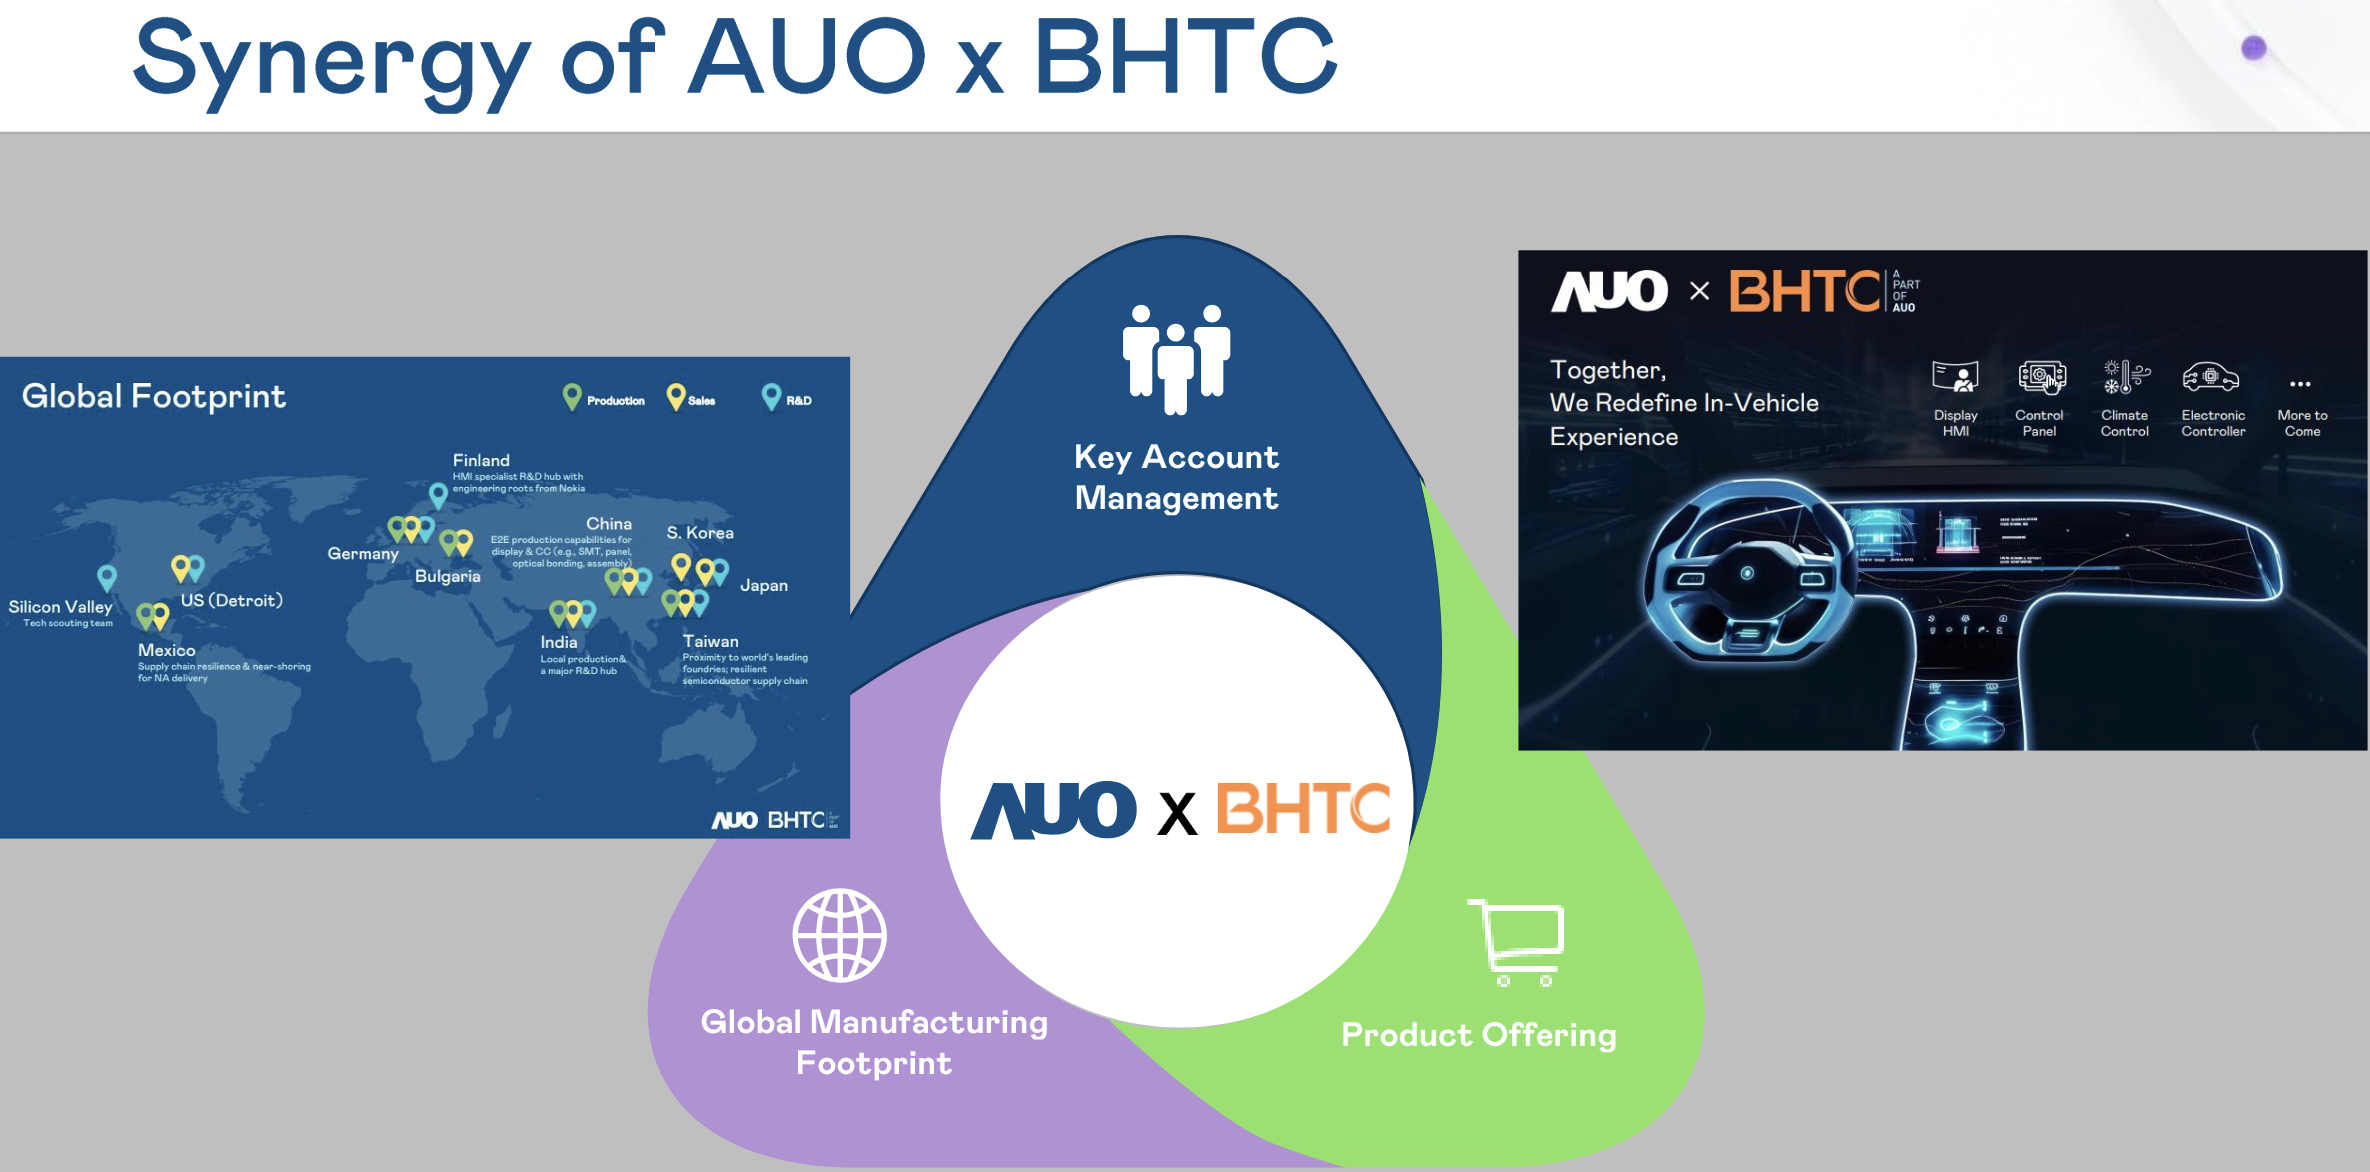 Synergy of AUO x BHTC
Global Footprint
Production
Sales
R&D
Finland
HMI specialist R&D hub with
engineering roots from Nokia
Germany
Bulgaria
China
E2E production capabilities for
display & CC (e.g., SMT, panel,
optical bonding, assembly)
S. Korea
Japan
Silicon Valley
Tech scouting team
US (Detroit)
Mexico
Supply chain resilience & near-shoring
for NA delivery
India
Local production&
a major R&D hub
Taiwan
Proximity to world's leading
foundries; resilient
semiconductor supply chain
AUO BHTC
Key Account
Management
AUO x BHTC
Global Manufacturing
Footprint
Product Offering
AUO × BHTC
A
PART
OF
AUO
Together,
We Redefine In-Vehicle
Experience
Display
HMI
Control
Panel
Climate
Control
Electronic
Controller
...
More to
Come